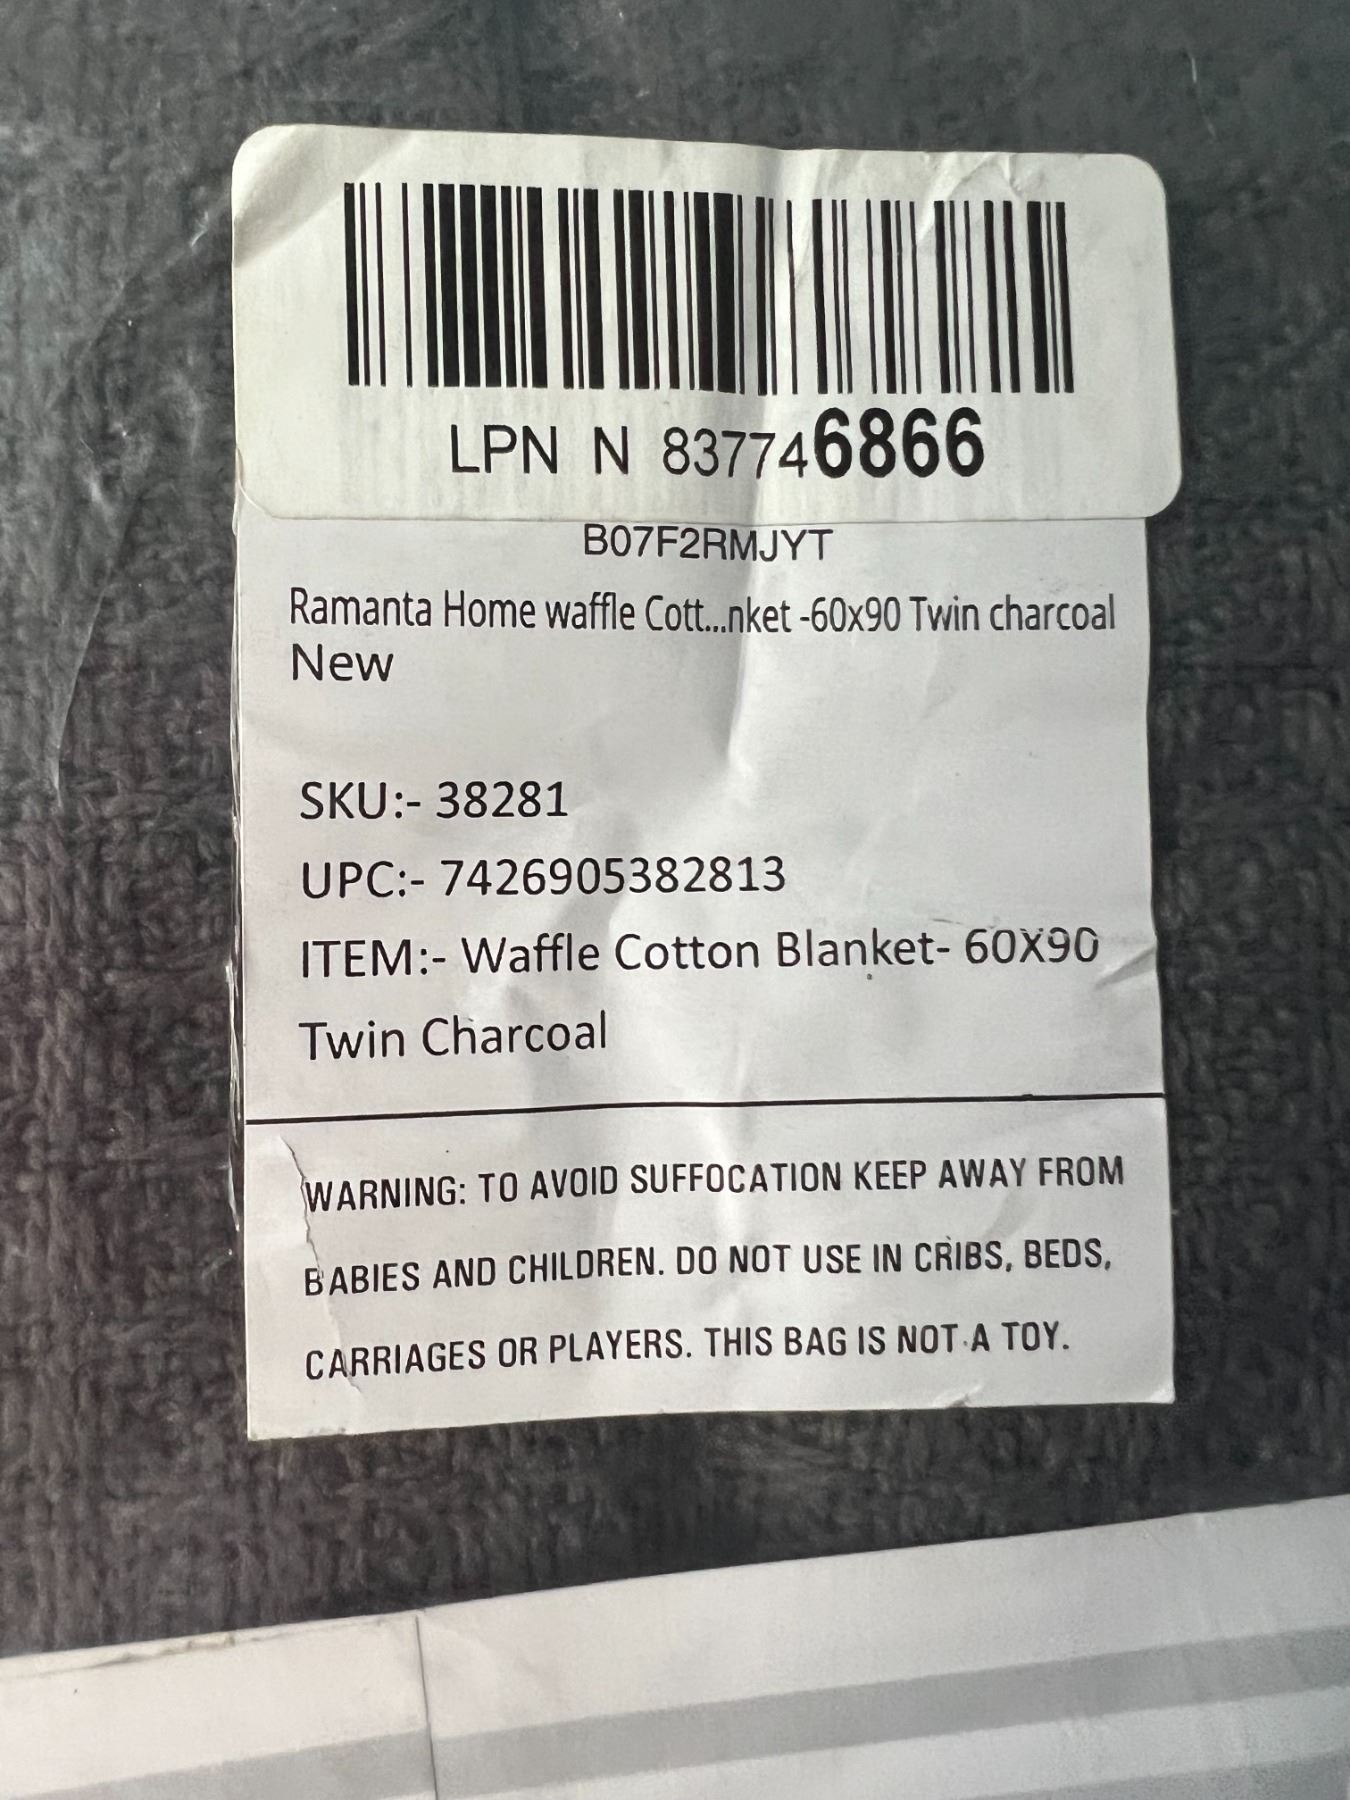 LPN N 837746866
B07F2RMJYT
Ramanta Home waffle Cott...nket -60x90 Twin charcoal
New
SKU:- 38281
UPC:- 7426905382813
ITEM:- Waffle Cotton Blanket- 60X90
Twin Charcoal
WARNING: TO AVOID SUFFOCATION KEEP AWAY FROM
BABIES AND CHILDREN. DO NOT USE IN CRIBS, BEDS,
CARRIAGES OR PLAYERS. THIS BAG IS NOT A TOY.